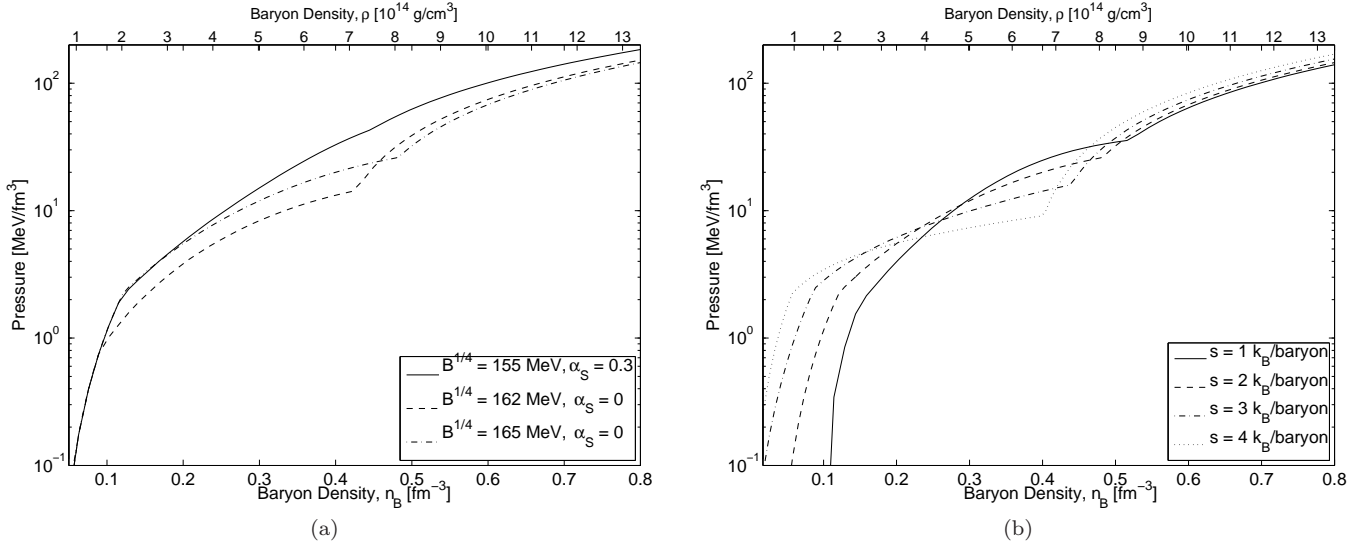 Baryon Density, ρ [10^14 g/cm^3]
1 2 3 4 5 6 7 8 9 10 11 12 13
10^2
10^1
10^0
10^-1
Pressure [MeV/fm^3]
B^1/4 = 155 MeV, α_S = 0.3
B^1/4 = 162 MeV, α_S = 0
B^1/4 = 165 MeV, α_S = 0
0.1 0.2 0.3 0.4 0.5 0.6 0.7 0.8
Baryon Density, n_B [fm^-3]
(a)
Baryon Density, ρ [10^14 g/cm^3]
1 2 3 4 5 6 7 8 9 10 11 12 13
10^2
10^1
10^0
10^-1
Pressure [MeV/fm^3]
s = 1 k_B/baryon
s = 2 k_B/baryon
s = 3 k_B/baryon
s = 4 k_B/baryon
0.1 0.2 0.3 0.4 0.5 0.6 0.7 0.8
Baryon Density, n_B [fm^-3]
(b)